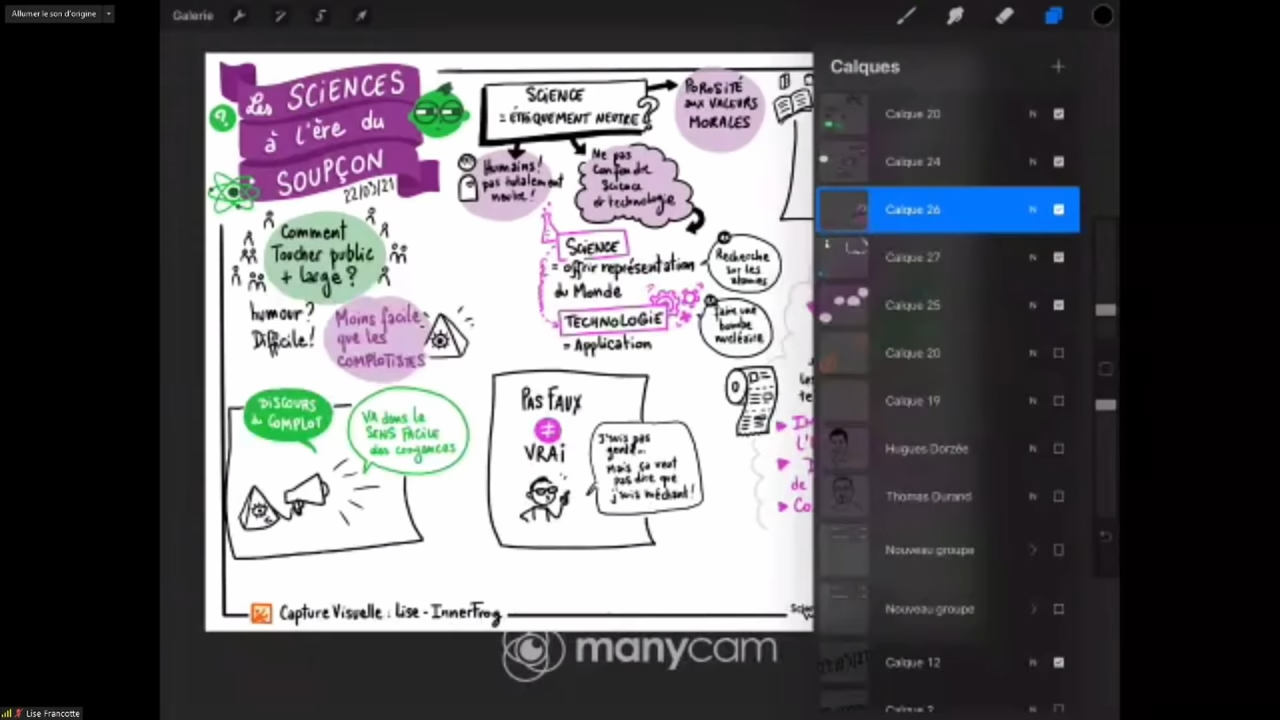 Allumer le son d'origine
Galerie
Les SCIENCES
à l'ère du
SOUPÇON
22/03/21
?
SCIENCE
= ÉTHIQUEMENT NEUTRE
?
POROSITÉ
AUX VALEURS
MORALES
Humains!
pas totalement
neutre!
Ne pas
confondre
Science
et technologie
Comment
Toucher public
+ large?
humour?
Difficile!
Moins facile
que les
COMPLOTISTES
SCIENCE
= offrir représentation
du Monde
TECHNOLOGIE
= Application
Recherche
sur les
atomes
faire une
bombe
nucléaire
DISCOURS
du COMPLOT
VA dans le
SENS FACILE
des croyances
PAS FAUX
≠
VRAI
J'suis pas
gentil...
Mais ça veut
pas dire que
j'suis méchant!
Capture Visuelle : Lise - InnerFrog
manycam
Calques
Calque 20 N
Calque 24 N
Calque 26 N
Calque 27 N
Calque 25 N
Calque 20 N
Calque 19 N
Hugues Dorzée N
Thomas Durand N
Nouveau groupe
Nouveau groupe
Calque 12 N
Calque 2
Lise Francotte